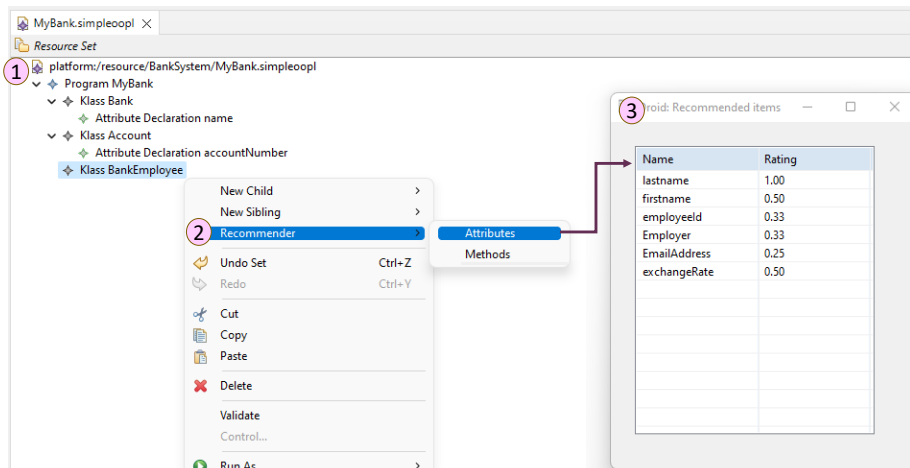 MyBank.simpleoopl
Resource Set
1
platform:/resource/BankSystem/MyBank.simpleoopl
Program MyBank
Klass Bank
Attribute Declaration name
Klass Account
Attribute Declaration accountNumber
Klass BankEmployee
New Child
New Sibling
2 Recommender
Undo Set Ctrl+Z
Redo Ctrl+Y
Cut
Copy
Paste
Delete
Validate
Control...
Run As
Attributes
Methods
3
roid: Recommended items
Name Rating
lastname 1.00
firstname 0.50
employeeId 0.33
Employer 0.33
EmailAddress 0.25
exchangeRate 0.50